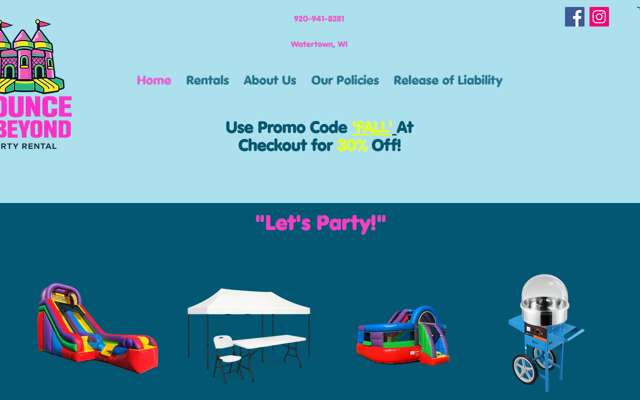 920-941-8281
Watertown, WI
OUNCE
BEYOND
RTY RENTAL
Home Rentals About Us Our Policies Release of Liability
Use Promo Code 'FALL' At
Checkout for 30% Off!
"Let's Party!"